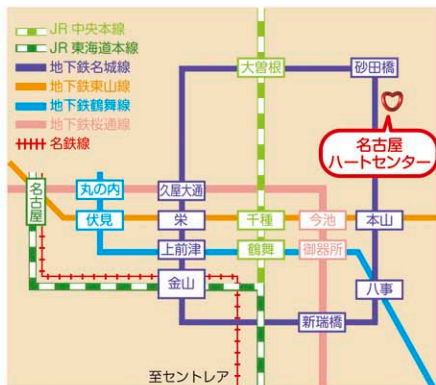 JR中央本線
JR東海道本線
地下鉄名城線
地下鉄東山線
地下鉄鶴舞線
地下鉄桜通線
名鉄線
大曽根
砂田橋
名古屋
ハートセンター
名古屋
丸の内
久屋大通
伏見
栄
千種
今池
本山
上前津
鶴舞
御器所
金山
八事
新瑞橋
至セントレア